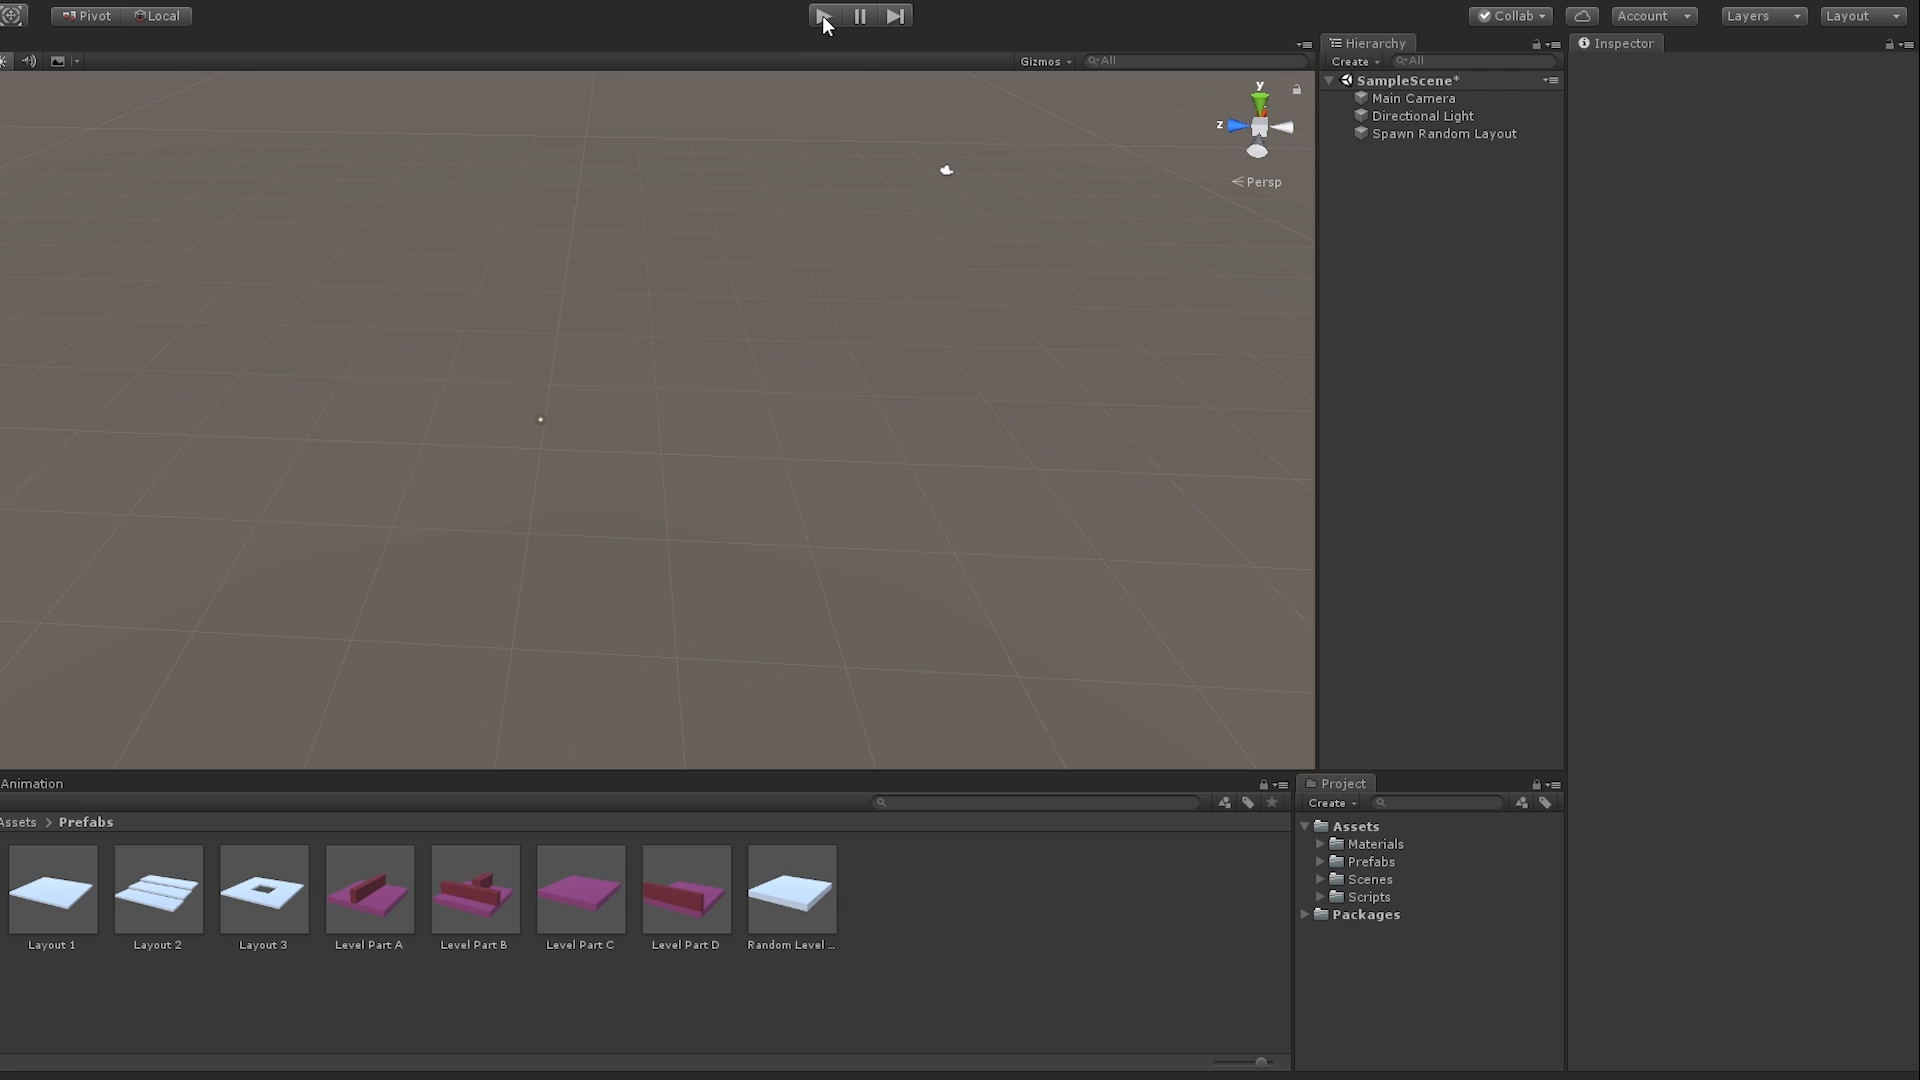 Pivot Local Collab Account Layers Layout
Hierarchy Inspector
Gizmos All Create All
SampleScene*
Main Camera
Directional Light
Spawn Random Layout
y
z
Persp
Animation
Project
Create
Assets > Prefabs
Layout 1 Layout 2 Layout 3 Level Part A Level Part B Level Part C Level Part D Random Level ...
Assets
Materials
Prefabs
Scenes
Scripts
Packages